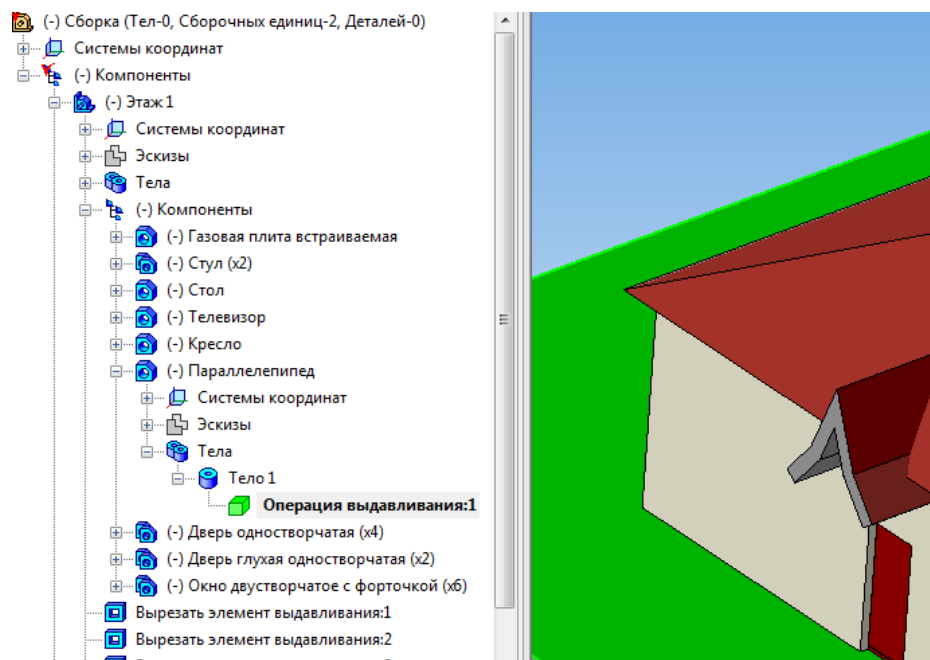 (-) Сборка (Тел-0, Сборочных единиц-2, Деталей-0)
Системы координат
(-) Компоненты
(-) Этаж 1
Системы координат
Эскизы
Тела
(-) Компоненты
(-) Газовая плита встраиваемая
(-) Стул (x2)
(-) Стол
(-) Телевизор
(-) Кресло
(-) Параллелепипед
Системы координат
Эскизы
Тела
Тело 1
Операция выдавливания:1
(-) Дверь одностворчатая (x4)
(-) Дверь глухая одностворчатая (x2)
(-) Окно двустворчатое с форточкой (x6)
Вырезать элемент выдавливания:1
Вырезать элемент выдавливания:2